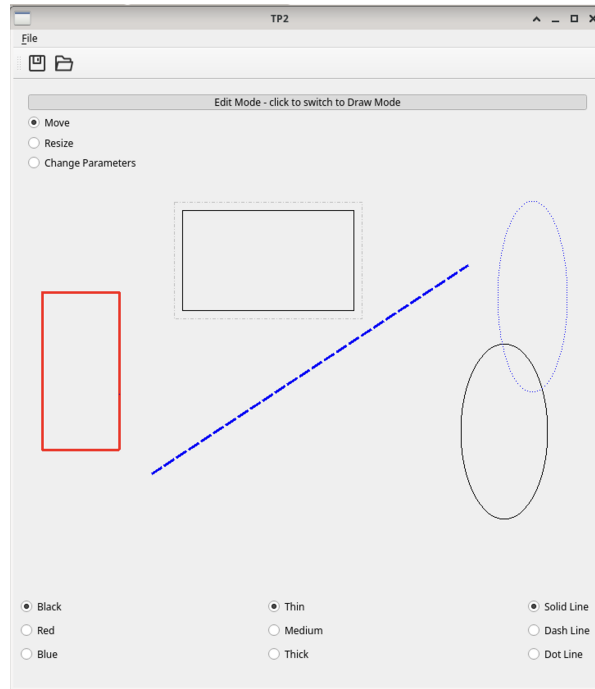 TP2
File
Edit Mode - click to switch to Draw Mode
Move
Resize
Change Parameters
Black Thin Solid Line
Red Medium Dash Line
Blue Thick Dot Line